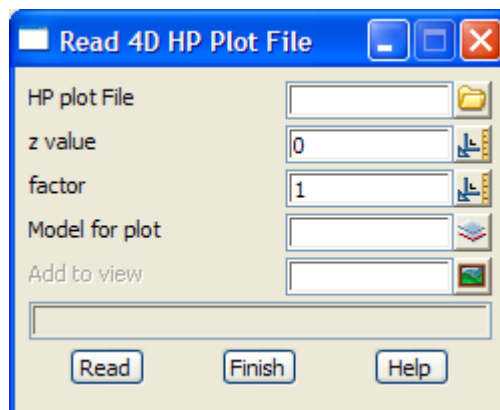 Read 4D HP Plot File
HP plot File
z value 0
factor 1
Model for plot
Add to view
Read Finish Help